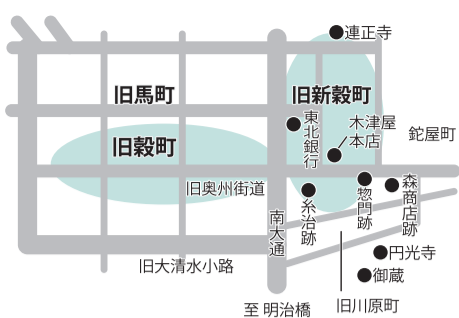 連正寺
旧馬町
旧新穀町
東北銀行
木津屋
本店
鉈屋町
旧穀町
旧奥州街道
惣門跡
森商店跡
糸治跡
南大通
円光寺
旧大清水小路
御蔵
至 明治橋
旧川原町